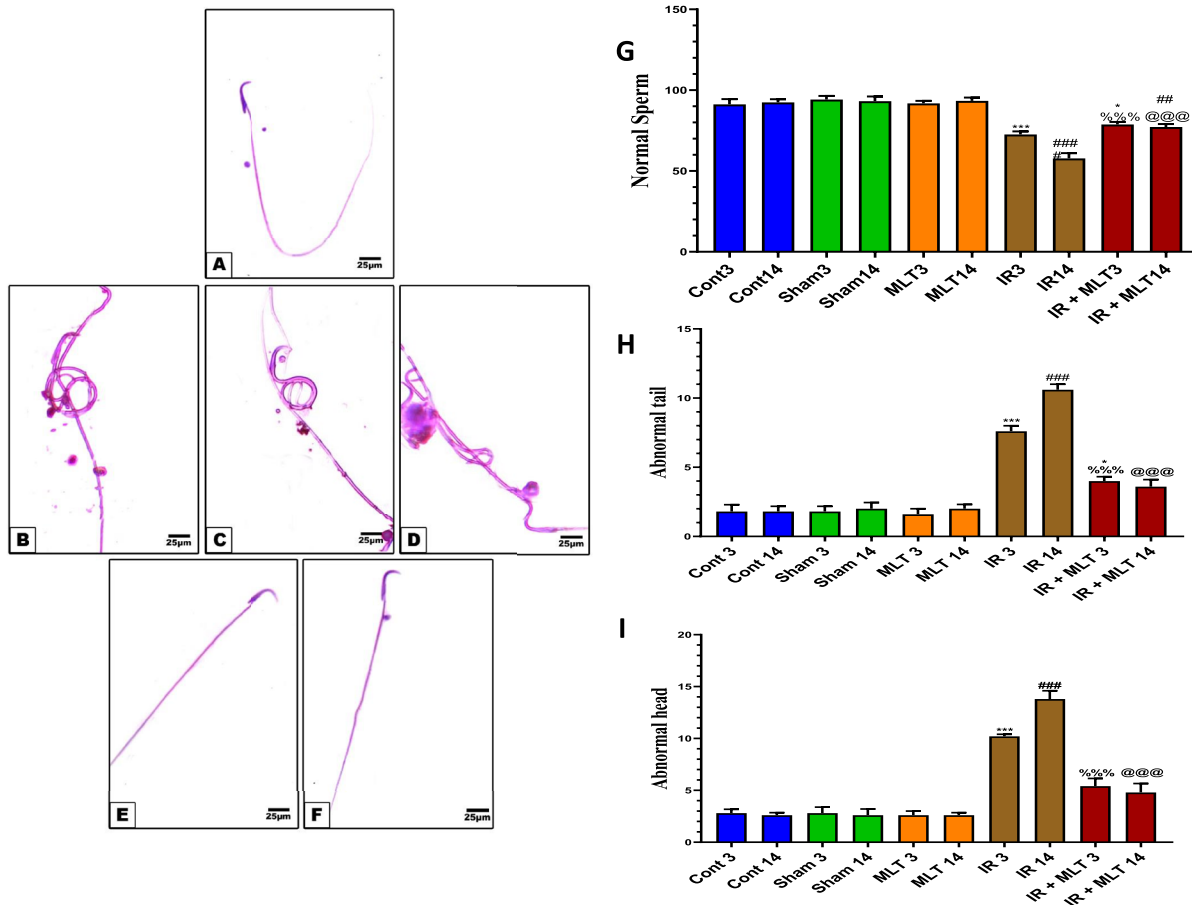 A
25µm
B
25µm
C
25µm
D
25µm
E
25µm
F
25µm
G
Normal Sperm
150
100
50
0
***
###
#
*
%%%
##
@@@
Cont3
Cont14
Sham3
Sham14
MLT3
MLT14
IR3
IR14
IR + MLT3
IR + MLT14
H
Abnormal tail
15
10
5
0
***
###
*
%%%
@@@
Cont 3
Cont 14
Sham 3
Sham 14
MLT 3
MLT 14
IR 3
IR 14
IR + MLT 3
IR + MLT 14
I
Abnormal head
20
15
10
5
0
***
###
%%%
@@@
Cont 3
Cont 14
Sham 3
Sham 14
MLT 3
MLT 14
IR 3
IR 14
IR + MLT 3
IR + MLT 14